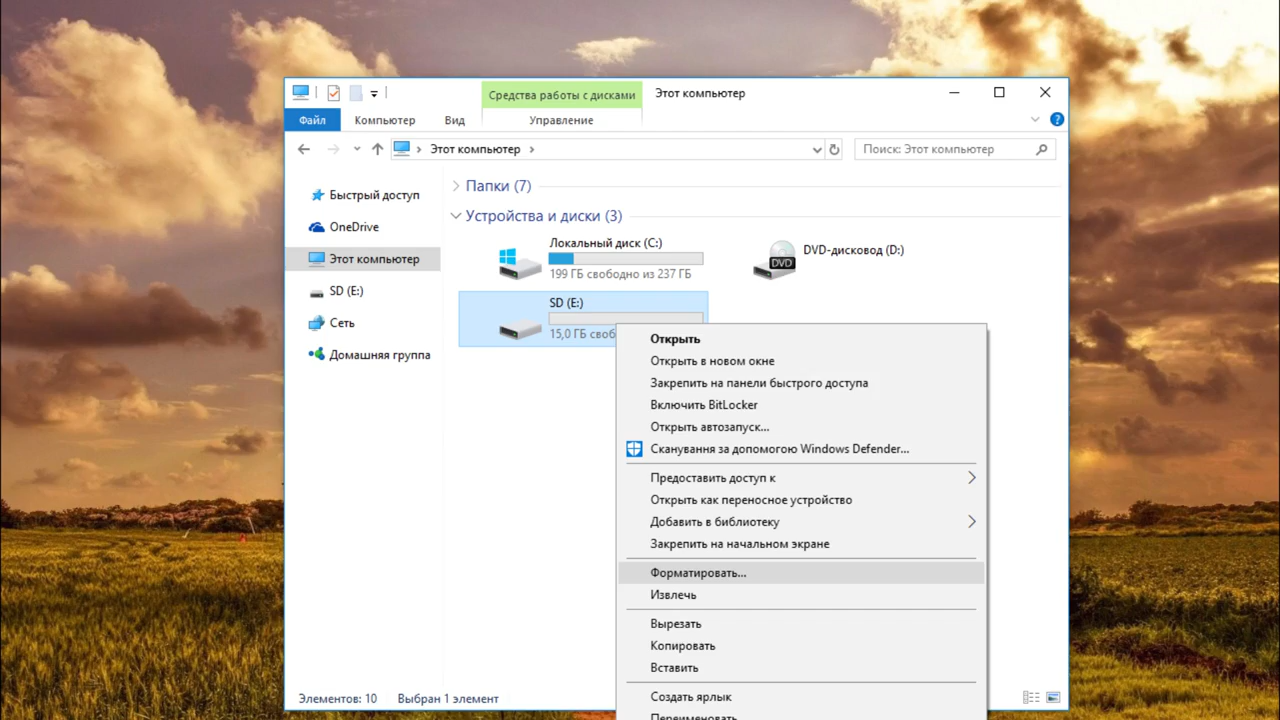 Средства работы с дисками
Этот компьютер
Файл
Компьютер
Вид
Управление
Этот компьютер
Поиск: Этот компьютер
Быстрый доступ
OneDrive
Этот компьютер
SD (E:)
Сеть
Домашняя группа
Папки (7)
Устройства и диски (3)
Локальный диск (C:)
199 ГБ свободно из 237 ГБ
DVD
DVD-дисковод (D:)
SD (E:)
15,0 ГБ своб
Открыть
Открыть в новом окне
Закрепить на панели быстрого доступа
Включить BitLocker
Открыть автозапуск...
Сканування за допомогою Windows Defender...
Предоставить доступ к
Открыть как переносное устройство
Добавить в библиотеку
Закрепить на начальном экране
Форматировать...
Извлечь
Вырезать
Копировать
Вставить
Создать ярлык
Переименовать
Элементов: 10
Выбран 1 элемент